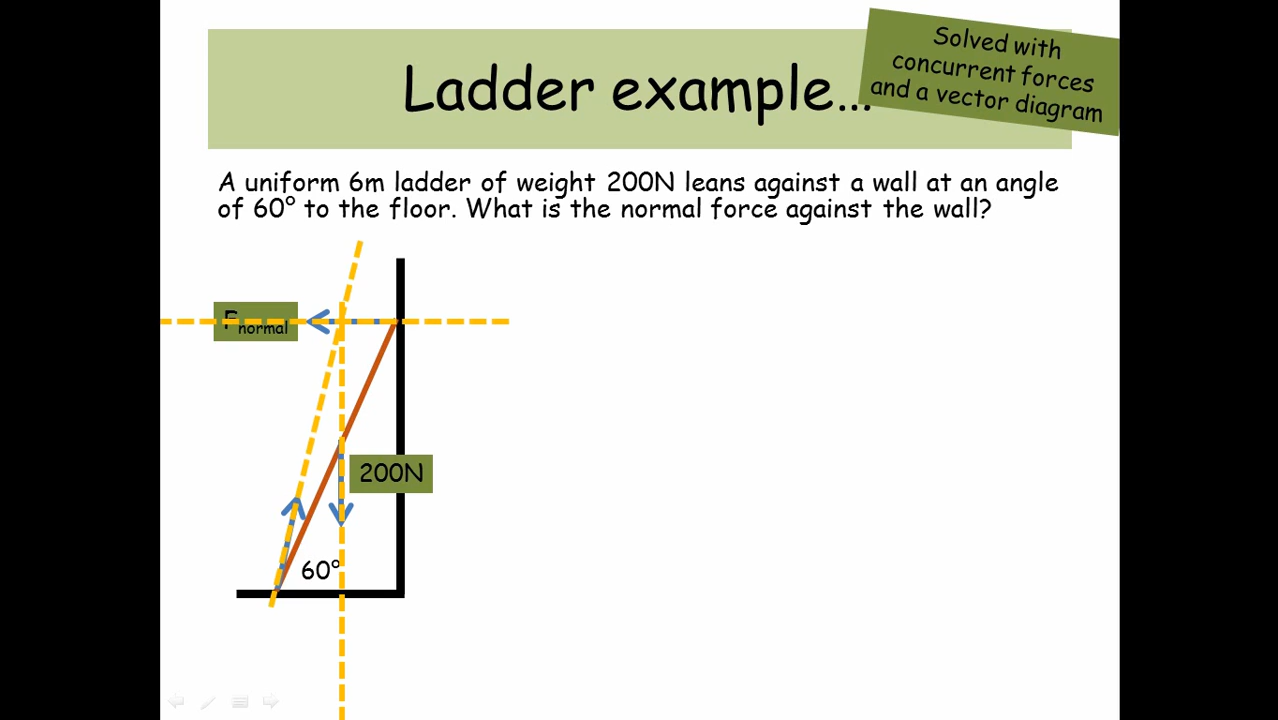 Solved with
concurrent forces
and a vector diagram
Ladder example...
A uniform 6m ladder of weight 200N leans against a wall at an angle
of 60° to the floor. What is the normal force against the wall?
Fnormal
200N
60°